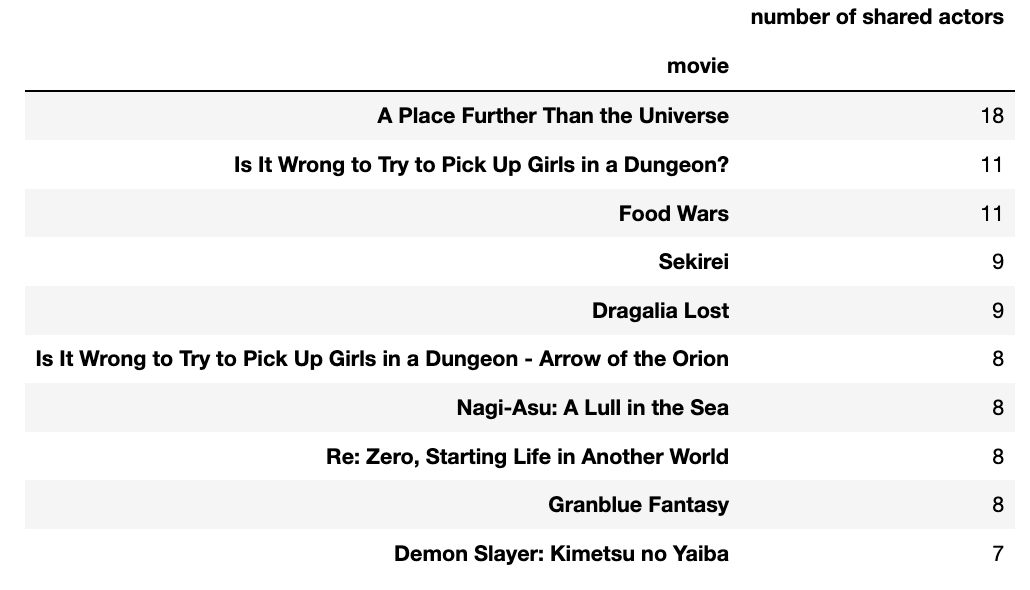 number of shared actors
movie
A Place Further Than the Universe 18
Is It Wrong to Try to Pick Up Girls in a Dungeon? 11
Food Wars 11
Sekirei 9
Dragalia Lost 9
Is It Wrong to Try to Pick Up Girls in a Dungeon - Arrow of the Orion 8
Nagi-Asu: A Lull in the Sea 8
Re: Zero, Starting Life in Another World 8
Granblue Fantasy 8
Demon Slayer: Kimetsu no Yaiba 7